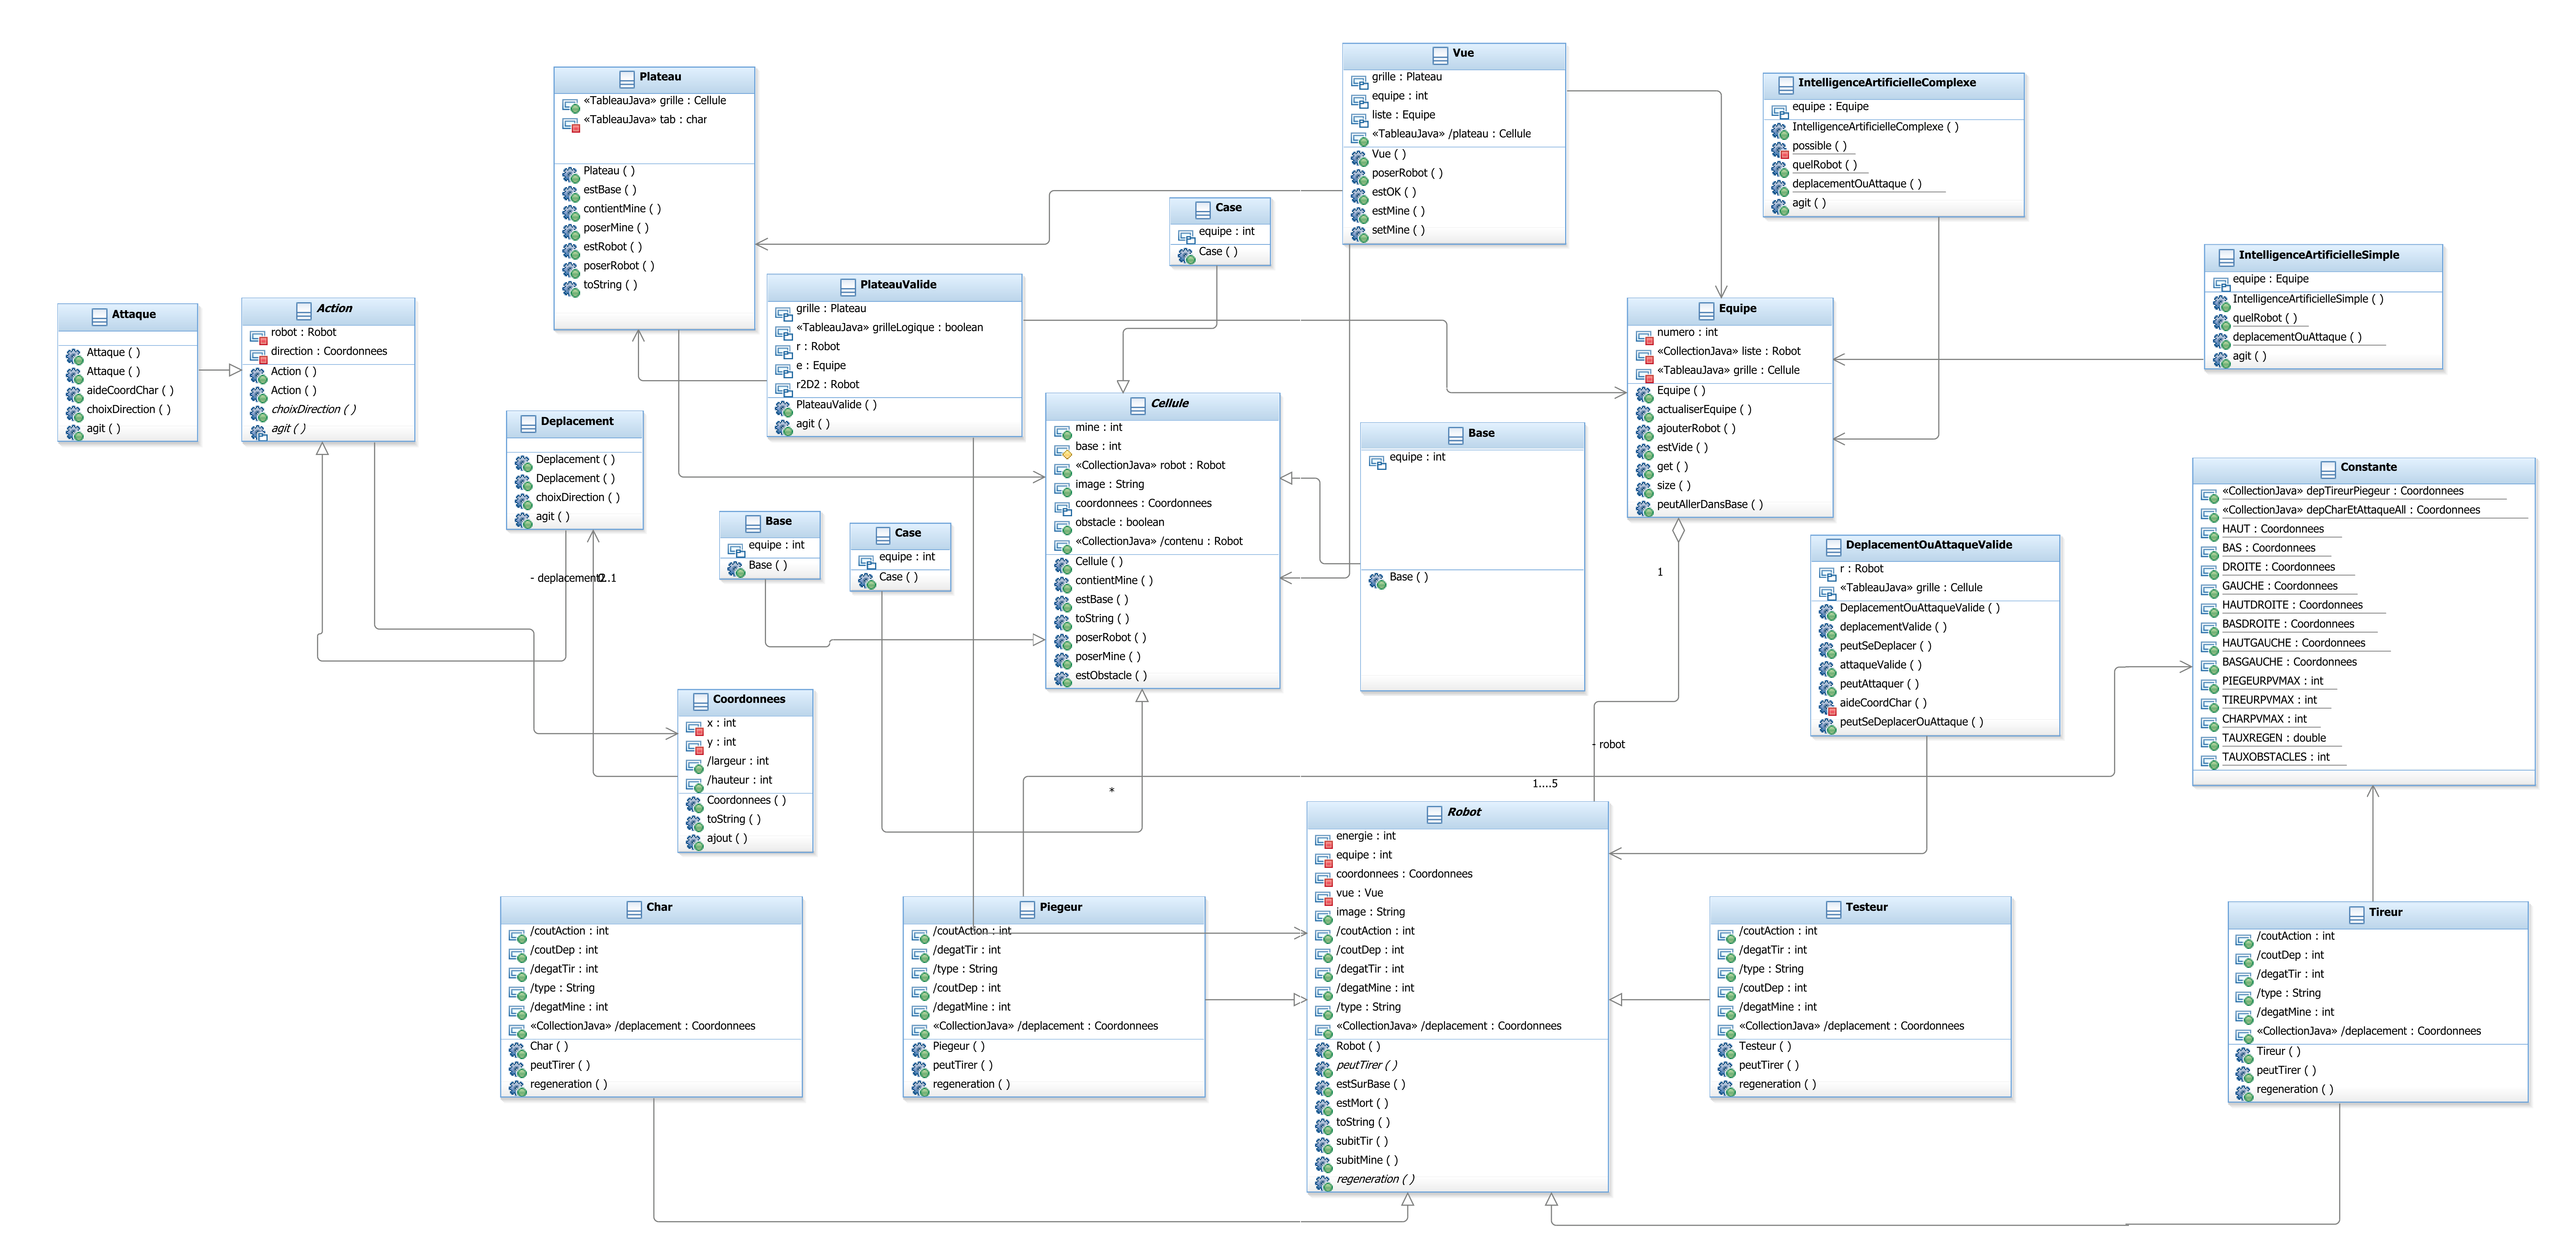 Plateau
«TableauJava» grille : Cellule
«TableauJava» tab : char
Plateau ( )
estBase ( )
contientMine ( )
poserMine ( )
estRobot ( )
poserRobot ( )
toString ( )
Vue
grille : Plateau
equipe : int
liste : Equipe
«TableauJava» /plateau : Cellule
Vue ( )
poserRobot ( )
estOK ( )
estMine ( )
setMine ( )
IntelligenceArtificielleComplexe
equipe : Equipe
IntelligenceArtificielleComplexe ( )
possible ( )
quelRobot ( )
deplacementOuAttaque ( )
agit ( )
Case
equipe : int
Case ( )
IntelligenceArtificielleSimple
equipe : Equipe
IntelligenceArtificielleSimple ( )
quelRobot ( )
deplacementOuAttaque ( )
agit ( )
Attaque
Attaque ( )
Attaque ( )
aideCoordChar ( )
choixDirection ( )
agit ( )
Action
robot : Robot
direction : Coordonnees
Action ( )
Action ( )
choixDirection ( )
agit ( )
PlateauValide
grille : Plateau
«TableauJava» grilleLogique : boolean
r : Robot
e : Equipe
r2D2 : Robot
PlateauValide ( )
agit ( )
Equipe
numero : int
«CollectionJava» liste : Robot
«TableauJava» grille : Cellule
Equipe ( )
actualiserEquipe ( )
ajouterRobot ( )
estVide ( )
get ( )
size ( )
peutAllerDansBase ( )
Deplacement
Deplacement ( )
Deplacement ( )
choixDirection ( )
agit ( )
Cellule
mine : int
base : int
«CollectionJava» robot : Robot
image : String
coordonnees : Coordonnees
obstacle : boolean
«CollectionJava» /contenu : Robot
Cellule ( )
contientMine ( )
estBase ( )
toString ( )
poserRobot ( )
poserMine ( )
estObstacle ( )
Base
equipe : int
Base ( )
Base
equipe : int
Base ( )
Case
equipe : int
Case ( )
Constante
«CollectionJava» depTireurPiegeur : Coordonnees
«CollectionJava» depCharEtAttaqueAll : Coordonnees
HAUT : Coordonnees
BAS : Coordonnees
DROITE : Coordonnees
GAUCHE : Coordonnees
HAUTDROITE : Coordonnees
BASDROITE : Coordonnees
HAUTGAUCHE : Coordonnees
BASGAUCHE : Coordonnees
PIEGEURPVMAX : int
TIREURPVMAX : int
CHARPVMAX : int
TAUXREGEN : double
TAUXOBSTACLES : int
DeplacementOuAttaqueValide
r : Robot
«TableauJava» grille : Cellule
DeplacementOuAttaqueValide ( )
deplacementValide ( )
peutSeDeplacer ( )
attaqueValide ( )
peutAttaquer ( )
aideCoordChar ( )
peutSeDeplacerOuAttaque ( )
- deplacement
0..1
1
- robot
1....5
*
Coordonnees
x : int
y : int
/largeur : int
/hauteur : int
Coordonnees ( )
toString ( )
ajout ( )
Robot
energie : int
equipe : int
coordonnees : Coordonnees
vue : Vue
image : String
/coutAction : int
/coutDep : int
/degatTir : int
/degatMine : int
/type : String
«CollectionJava» /deplacement : Coordonnees
Robot ( )
peutTirer ( )
estSurBase ( )
estMort ( )
toString ( )
subitTir ( )
subitMine ( )
regeneration ( )
Char
/coutAction : int
/coutDep : int
/degatTir : int
/type : String
/degatMine : int
«CollectionJava» /deplacement : Coordonnees
Char ( )
peutTirer ( )
regeneration ( )
Piegeur
/coutAction : int
/degatTir : int
/type : String
/coutDep : int
/degatMine : int
«CollectionJava» /deplacement : Coordonnees
Piegeur ( )
peutTirer ( )
regeneration ( )
Testeur
/coutAction : int
/degatTir : int
/type : String
/coutDep : int
/degatMine : int
«CollectionJava» /deplacement : Coordonnees
Testeur ( )
peutTirer ( )
regeneration ( )
Tireur
/coutAction : int
/coutDep : int
/degatTir : int
/type : String
/degatMine : int
«CollectionJava» /deplacement : Coordonnees
Tireur ( )
peutTirer ( )
regeneration ( )